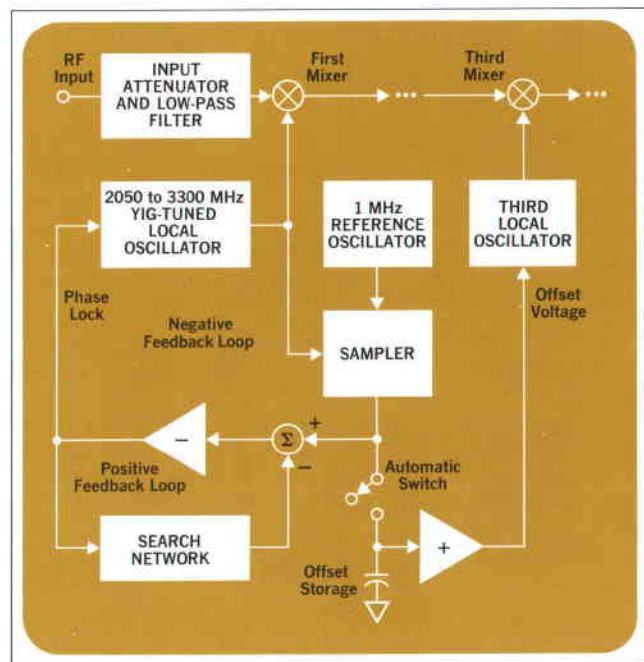 RF
Input
INPUT
ATTENUATOR
AND LOW-PASS
FILTER
First
Mixer
•••
Third
Mixer
•••
2050 to 3300 MHz
YIG-TUNED
LOCAL
OSCILLATOR
1 MHz
REFERENCE
OSCILLATOR
THIRD
LOCAL
OSCILLATOR
Phase
Lock
Negative
Feedback Loop
SAMPLER
Offset
Voltage
−
Σ
+
−
Positive
Feedback Loop
Automatic
Switch
SEARCH
NETWORK
+
Offset
Storage